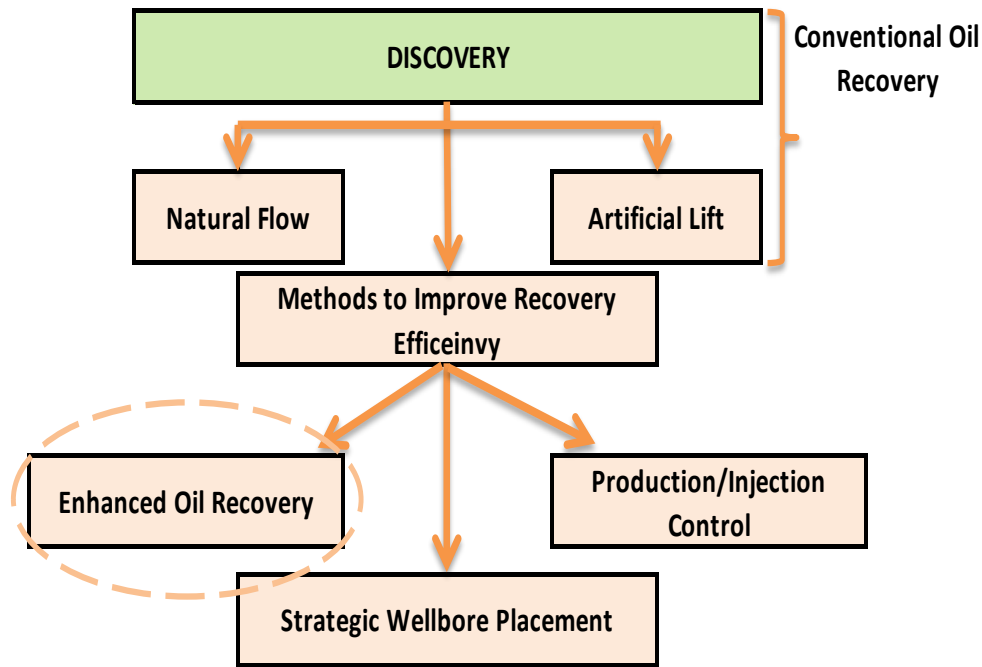 DISCOVERY
Conventional Oil
Recovery
Natural Flow
Artificial Lift
Methods to Improve Recovery
Efficeinvy
Enhanced Oil Recovery
Production/Injection
Control
Strategic Wellbore Placement